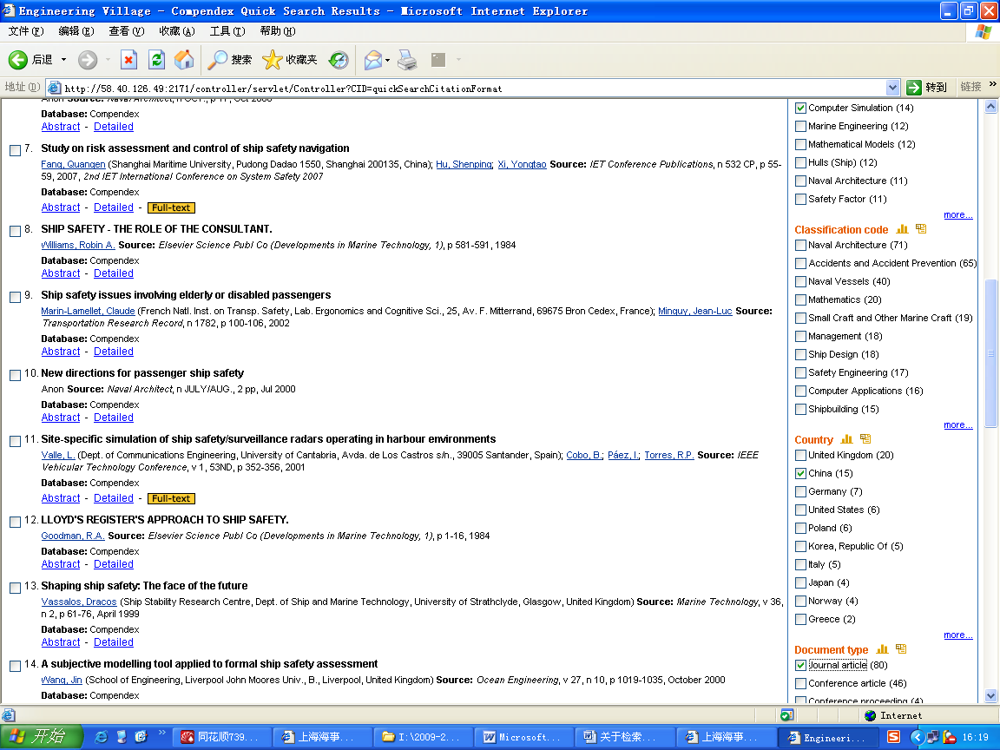 Engineering Village - Compendex Quick Search Results - Microsoft Internet Explorer
文件(F) 编辑(E) 查看(V) 收藏(A) 工具(T) 帮助(H)
后退 搜索 收藏夹
地址(D) http://58.40.126.49:2171/controller/servlet/Controller?CID=quickSearchCitationFormat 转到 链接 »
Anon Source: Naval Architect, n OCT., p 17, Oct 2000
Database: Compendex
Abstract - Detailed
7. Study on risk assessment and control of ship safety navigation
Fang, Quangen (Shanghai Maritime University, Pudong Dadao 1550, Shanghai 200135, China); Hu, Shenping; Xi, Yongtao Source: IET Conference Publications, n 532 CP, p 55-
59, 2007, 2nd IET International Conference on System Safety 2007
Database: Compendex
Abstract - Detailed - Full-text
8. SHIP SAFETY - THE ROLE OF THE CONSULTANT.
Williams, Robin A. Source: Elsevier Science Publ Co (Developments in Marine Technology, 1), p 581-591, 1984
Database: Compendex
Abstract - Detailed
9. Ship safety issues involving elderly or disabled passengers
Marin-Lamellet, Claude (French Natl. Inst. on Transp. Safety, Lab. Ergonomics and Cognitive Sci., 25, Av. F. Mitterrand, 69675 Bron Cedex, France); Minguy, Jean-Luc Source:
Transportation Research Record, n 1782, p 100-106, 2002
Database: Compendex
Abstract - Detailed
10. New directions for passenger ship safety
Anon Source: Naval Architect, n JULY/AUG., 2 pp, Jul 2000
Database: Compendex
Abstract - Detailed
11. Site-specific simulation of ship safety/surveillance radars operating in harbour environments
Valle, L. (Dept. of Communications Engineering, University of Cantabria, Avda. de Los Castros s/n., 39005 Santander, Spain); Cobo, B.; Páez, I.; Torres, R.P. Source: IEEE
Vehicular Technology Conference, v 1, 53ND, p 352-356, 2001
Database: Compendex
Abstract - Detailed - Full-text
12. LLOYD'S REGISTER'S APPROACH TO SHIP SAFETY.
Goodman, R.A. Source: Elsevier Science Publ Co (Developments in Marine Technology, 1), p 1-16, 1984
Database: Compendex
Abstract - Detailed
13. Shaping ship safety: The face of the future
Vassalos, Dracos (Ship Stability Research Centre, Dept. of Ship and Marine Technology, University of Strathclyde, Glasgow, United Kingdom) Source: Marine Technology, v 36,
n 2, p 61-76, April 1999
Database: Compendex
Abstract - Detailed
14. A subjective modelling tool applied to formal ship safety assessment
Wang, Jin (School of Engineering, Liverpool John Moores Univ., B., Liverpool, United Kingdom) Source: Ocean Engineering, v 27, n 10, p 1019-1035, October 2000
Database: Compendex
Computer Simulation (14)
Marine Engineering (12)
Mathematical Models (12)
Hulls (Ship) (12)
Naval Architecture (11)
Safety Factor (11)
more...
Classification code
Naval Architecture (71)
Accidents and Accident Prevention (65)
Naval Vessels (40)
Mathematics (20)
Small Craft and Other Marine Craft (19)
Management (18)
Ship Design (18)
Safety Engineering (17)
Computer Applications (16)
Shipbuilding (15)
more...
Country
United Kingdom (20)
China (15)
Germany (7)
United States (6)
Poland (6)
Korea, Republic Of (5)
Italy (5)
Japan (4)
Norway (4)
Greece (2)
more...
Document type
Journal article (80)
Conference article (46)
Conference proceeding (4)
Internet
开始 » 同花顺739... 上海海事... I:\2009-2... Microsoft... 关于检索... 上海海事... Engineeri... 16:19